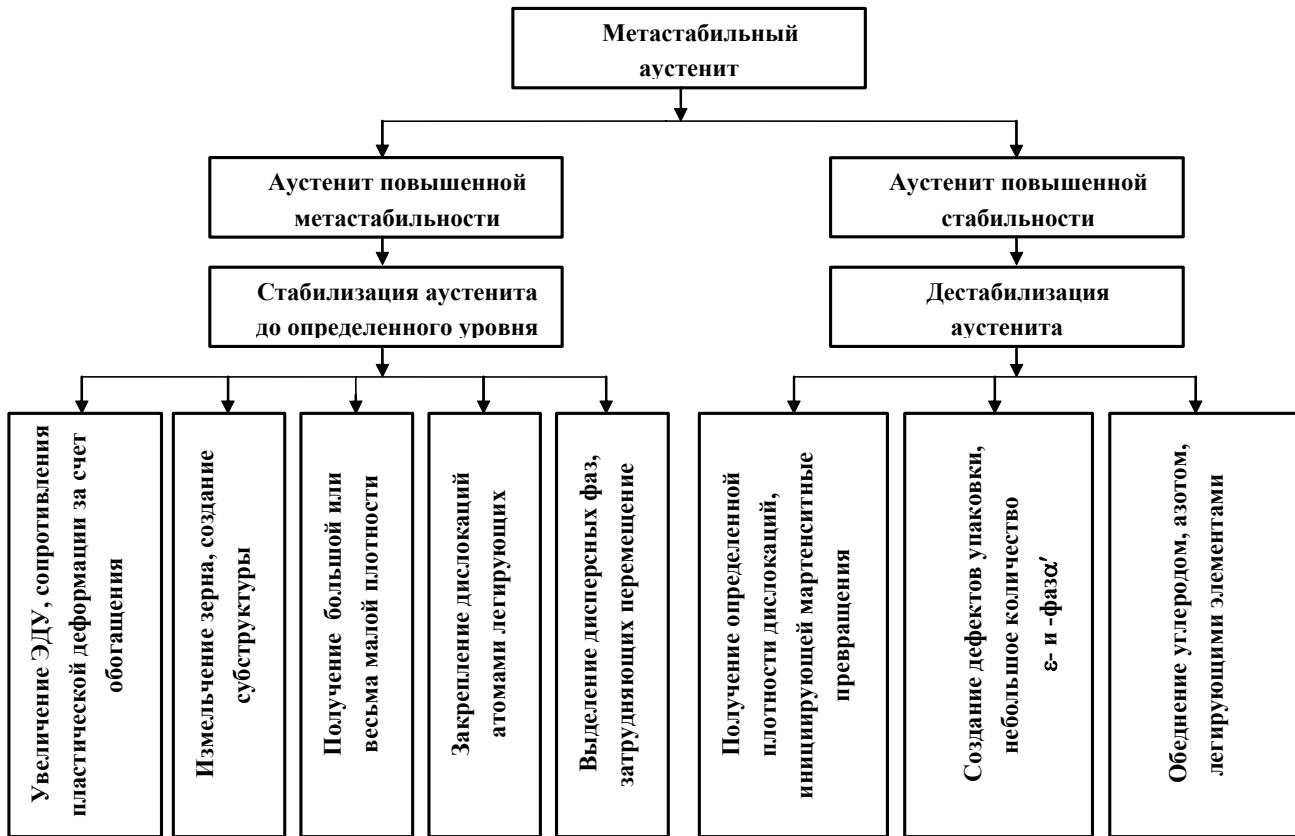 Метастабильный
аустенит
Аустенит повышенной
метастабильности
Аустенит повышенной
стабильности
Стабилизация аустенита
до определенного уровня
Дестабилизация
аустенита
Увеличение ЭДУ, сопротивления
пластической деформации за счет
обогащения
Измельчение зерна, создание
субструктуры
Получение большой или
весьма малой плотности
Закрепление дислокаций
атомами легирующих
Выделение дисперсных фаз,
затрудняющих перемещение
Получение определенной
плотности дислокаций,
инициирующей мартенситные
превращения
Создание дефектов упаковки,
небольшое количество
ε- и -фазα′
Обеднение углеродом, азотом,
легирующими элементами